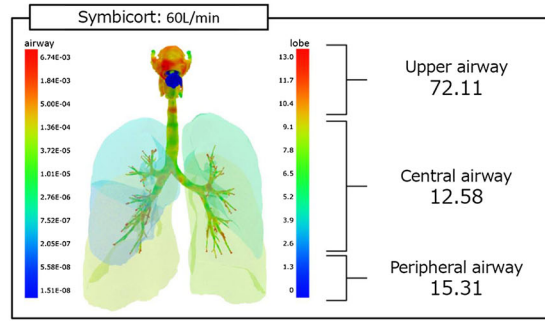 Symbicort: 60L/min
airway
6.74E-03
1.84E-03
5.00E-04
1.36E-04
3.72E-05
1.01E-05
2.76E-06
7.52E-07
2.05E-07
5.58E-08
1.51E-08
lobe
13.0
11.7
10.4
9.1
7.8
6.5
5.2
3.9
2.6
1.3
0
Upper airway
72.11
Central airway
12.58
Peripheral airway
15.31